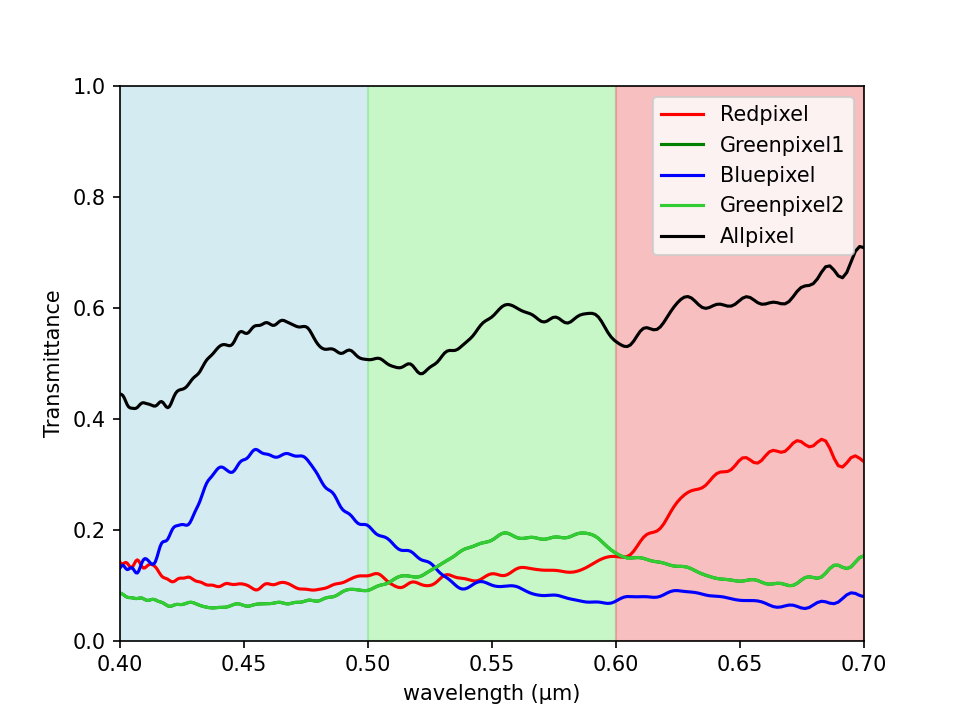 1.0
0.8
0.6
0.4
0.2
0.0
0.40
0.45
0.50
0.55
0.60
0.65
0.70
Transmittance
wavelength (μm)
Redpixel
Greenpixel1
Bluepixel
Greenpixel2
Allpixel